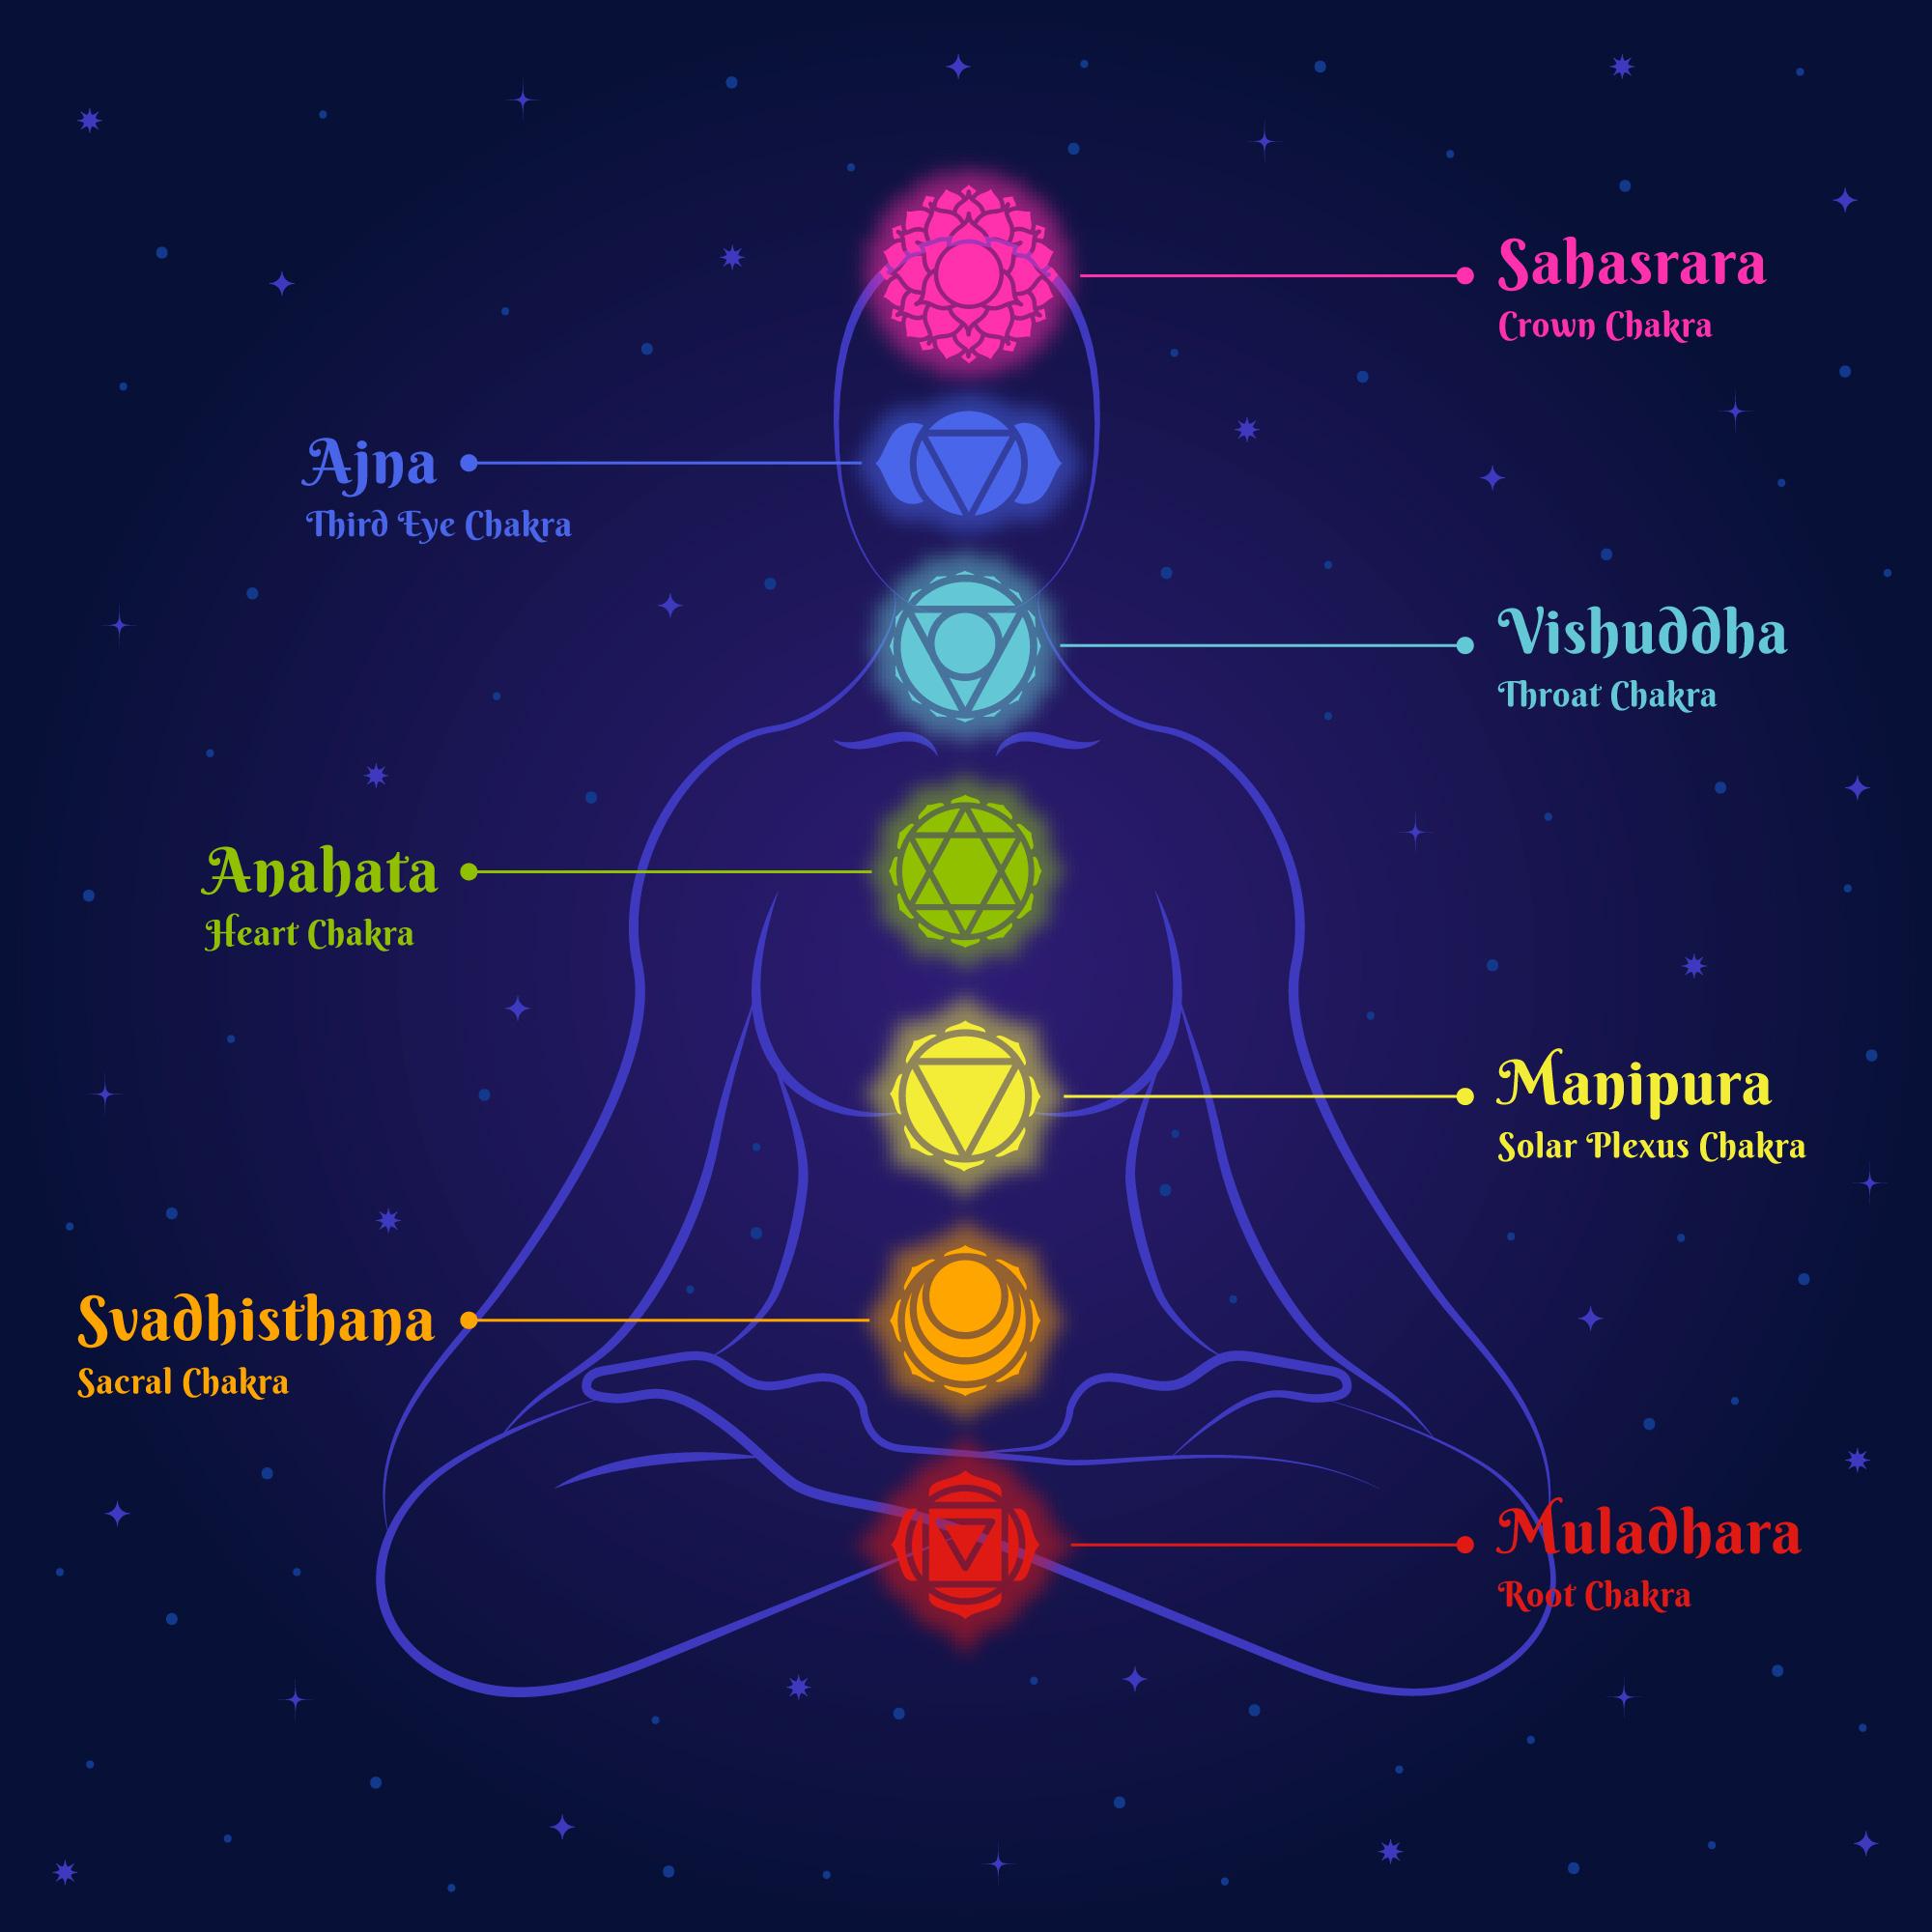 Sahasrara
Crown Chakra
Ajna
Third Eye Chakra
Vishuddha
Throat Chakra
Anahata
Heart Chakra
Manipura
Solar Plexus Chakra
Svadhisthana
Sacral Chakra
Muladhara
Root Chakra